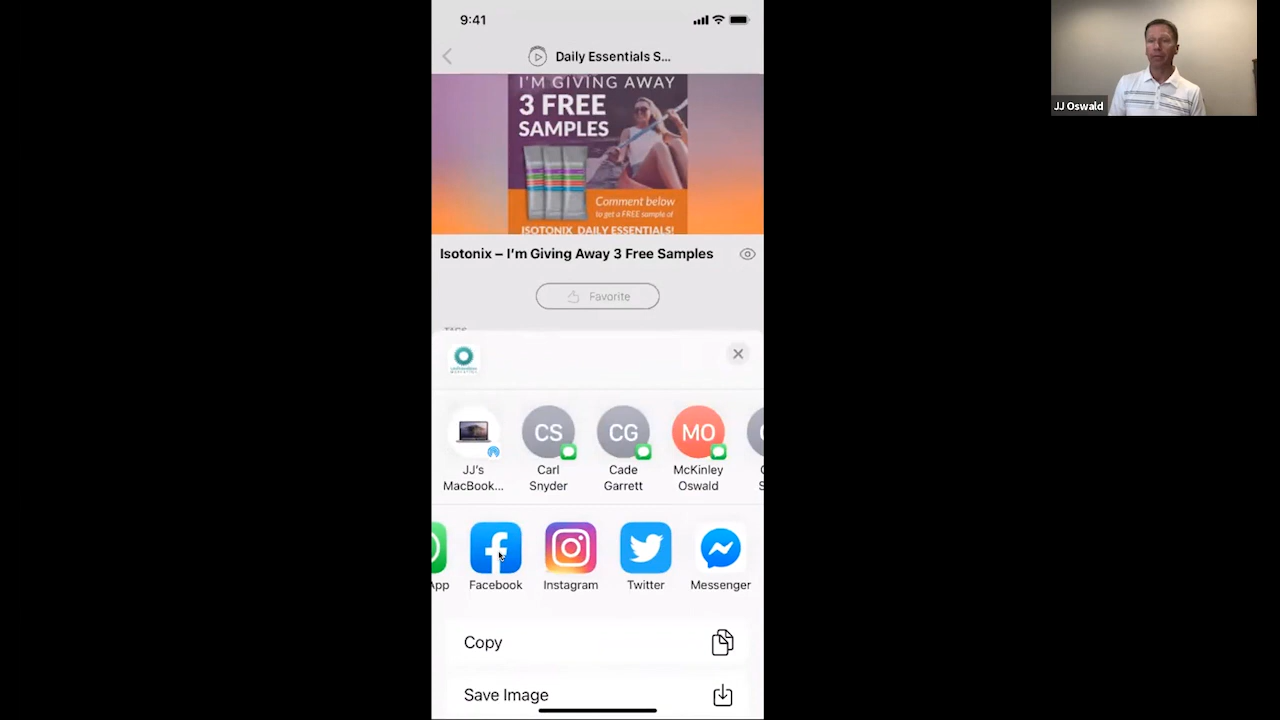 9:41
Daily Essentials S...
I'M GIVING AWAY
3 FREE
SAMPLES
Comment below
to get a FREE sample of
ISOTONIX DAILY ESSENTIALS!
Isotonix – I'm Giving Away 3 Free Samples
Favorite
TAGS
CS
CG
MO
JJ's
MacBook...
Carl
Snyder
Cade
Garrett
McKinley
Oswald
App
Facebook
Instagram
Twitter
Messenger
Copy
Save Image
JJ Oswald